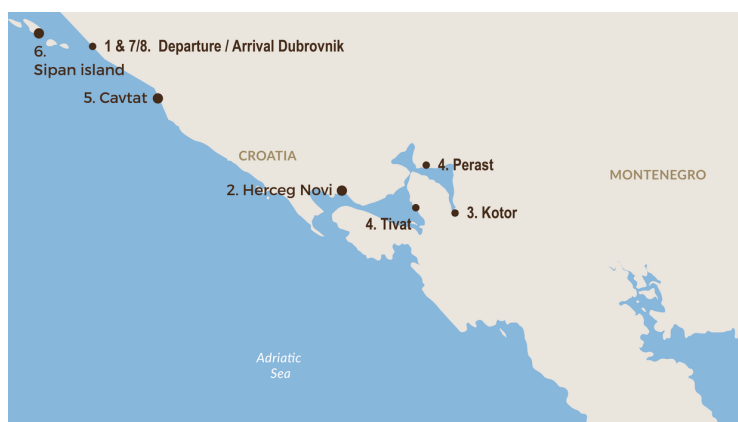 1 & 7/8. Departure / Arrival Dubrovnik
6.
Sipan island
5. Cavtat
CROATIA
4. Perast
MONTENEGRO
2. Herceg Novi
3. Kotor
4. Tivat
Adriatic
Sea